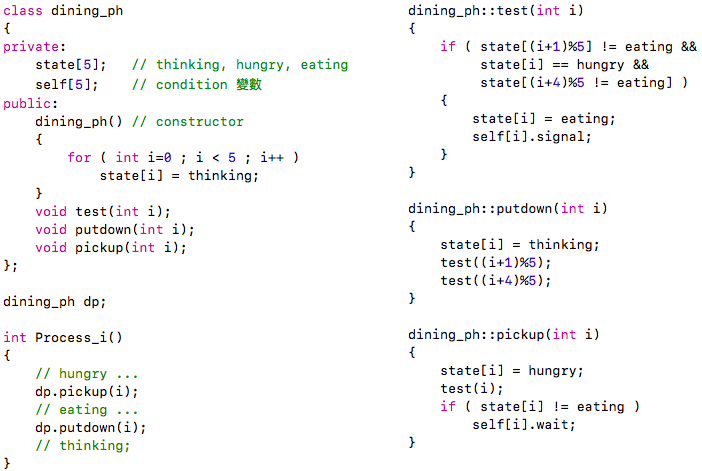 class dining_ph
{
private:
    state[5];   // thinking, hungry, eating
    self[5];    // condition 變數
public:
    dining_ph() // constructor
    {
        for ( int i=0 ; i < 5 ; i++ )
            state[i] = thinking;
    }
    void test(int i);
    void putdown(int i);
    void pickup(int i);
};

dining_ph dp;

int Process_i()
{
    // hungry ...
    dp.pickup(i);
    // eating ...
    dp.putdown(i);
    // thinking;
}

dining_ph::test(int i)
{
    if ( state[(i+1)%5] != eating &&
         state[i] == hungry &&
         state[(i+4)%5 != eating] )
    {
        state[i] = eating;
        self[i].signal;
    }
}

dining_ph::putdown(int i)
{
    state[i] = thinking;
    test((i+1)%5);
    test((i+4)%5);
}

dining_ph::pickup(int i)
{
    state[i] = hungry;
    test(i);
    if ( state[i] != eating )
        self[i].wait;
}